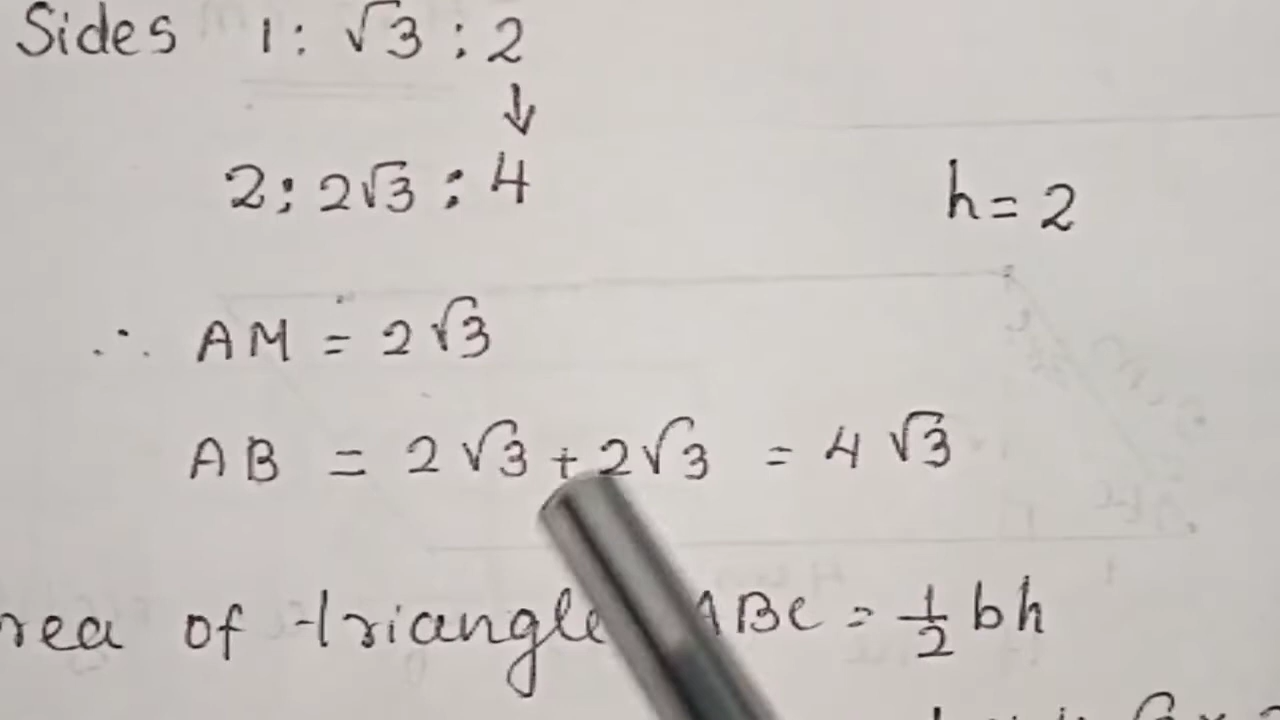 Sides 1 : √3 : 2
↓
2 : 2√3 : 4
h = 2
∴ AM = 2√3
AB = 2√3 + 2√3 = 4√3
rea of triangle ABC = 1/2 bh